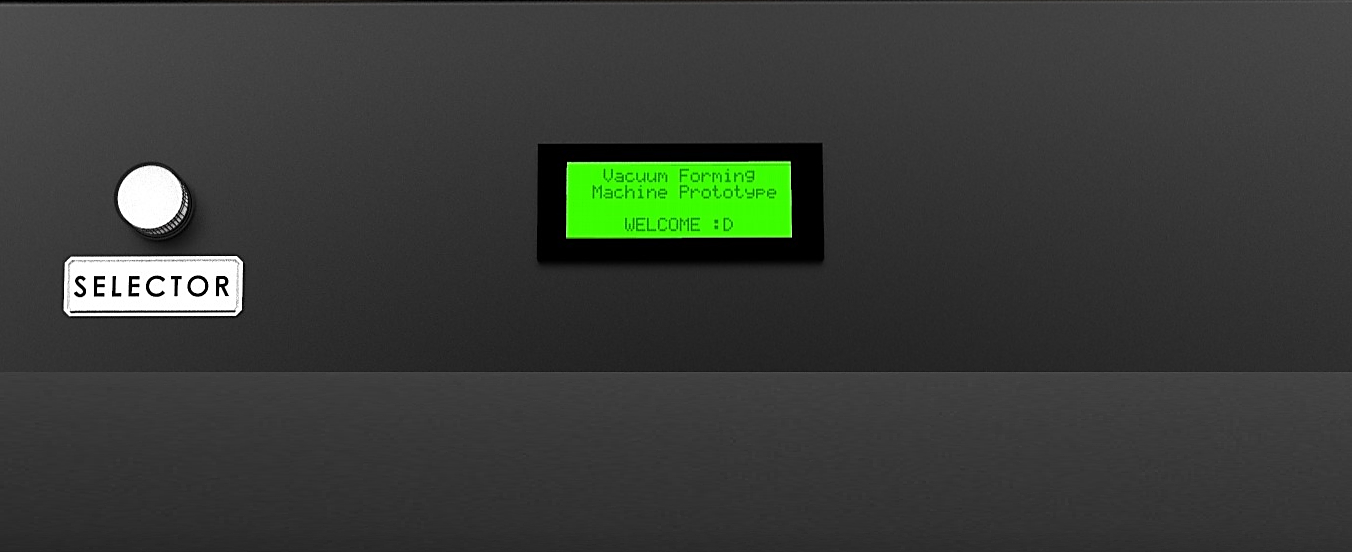 Vacuum Forming
Machine Prototype
WELCOME :D
SELECTOR